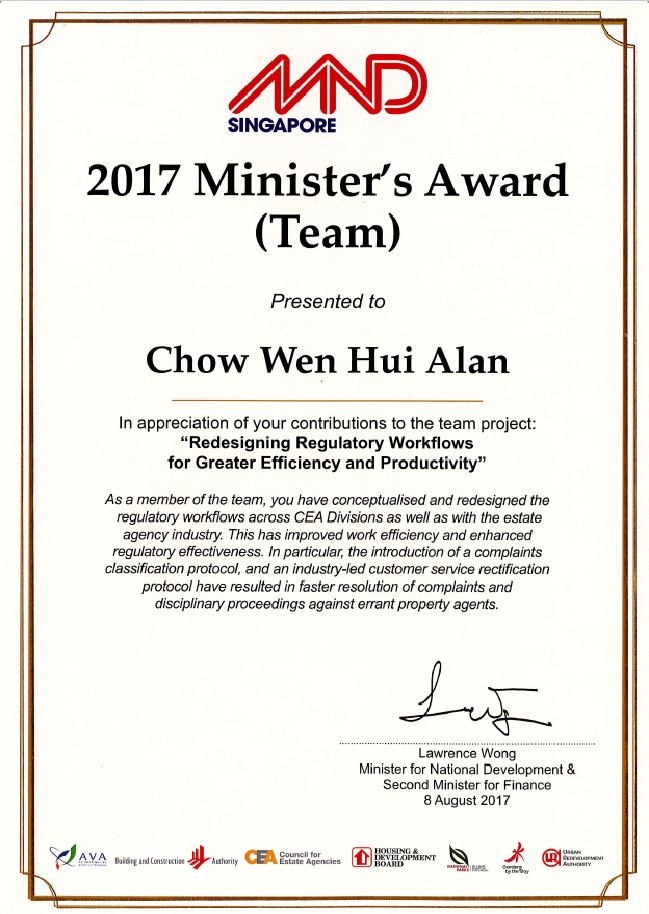 MND
SINGAPORE
2017 Minister's Award
(Team)
Presented to
Chow Wen Hui Alan
In appreciation of your contributions to the team project:
“Redesigning Regulatory Workflows
for Greater Efficiency and Productivity”
As a member of the team, you have conceptualised and redesigned the
regulatory workflows across CEA Divisions as well as with the estate
agency industry. This has improved work efficiency and enhanced
regulatory effectiveness. In particular, the introduction of a complaints
classification protocol, and an industry-led customer service rectification
protocol have resulted in faster resolution of complaints and
disciplinary proceedings against errant property agents.
Lawrence Wong
Minister for National Development &
Second Minister for Finance
8 August 2017
AVA
Building and Construction Authority
CEA Council for
Estate Agencies
HOUSING &
DEVELOPMENT
BOARD
NATIONAL
PARKS
Gardens
by the Bay
URBAN
REDEVELOPMENT
AUTHORITY